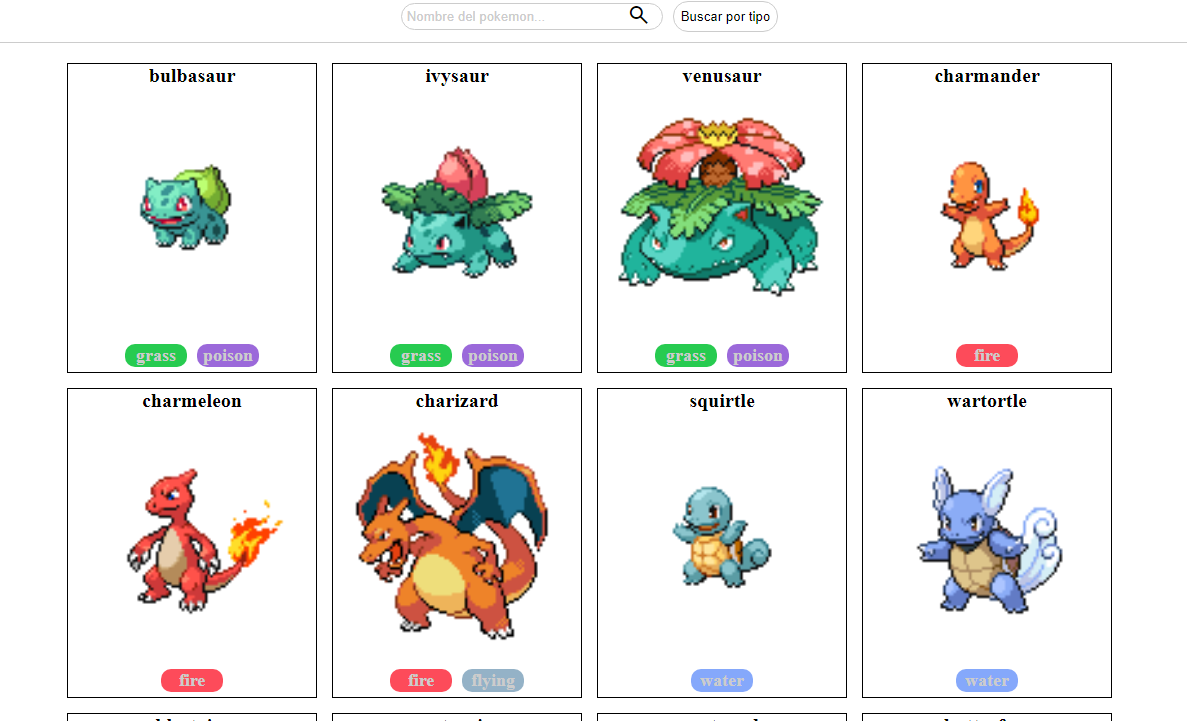 Nombre del pokemon... Buscar por tipo
bulbasaur ivysaur venusaur charmander
grass poison grass poison grass poison fire
charmeleon charizard squirtle wartortle
fire fire flying water water